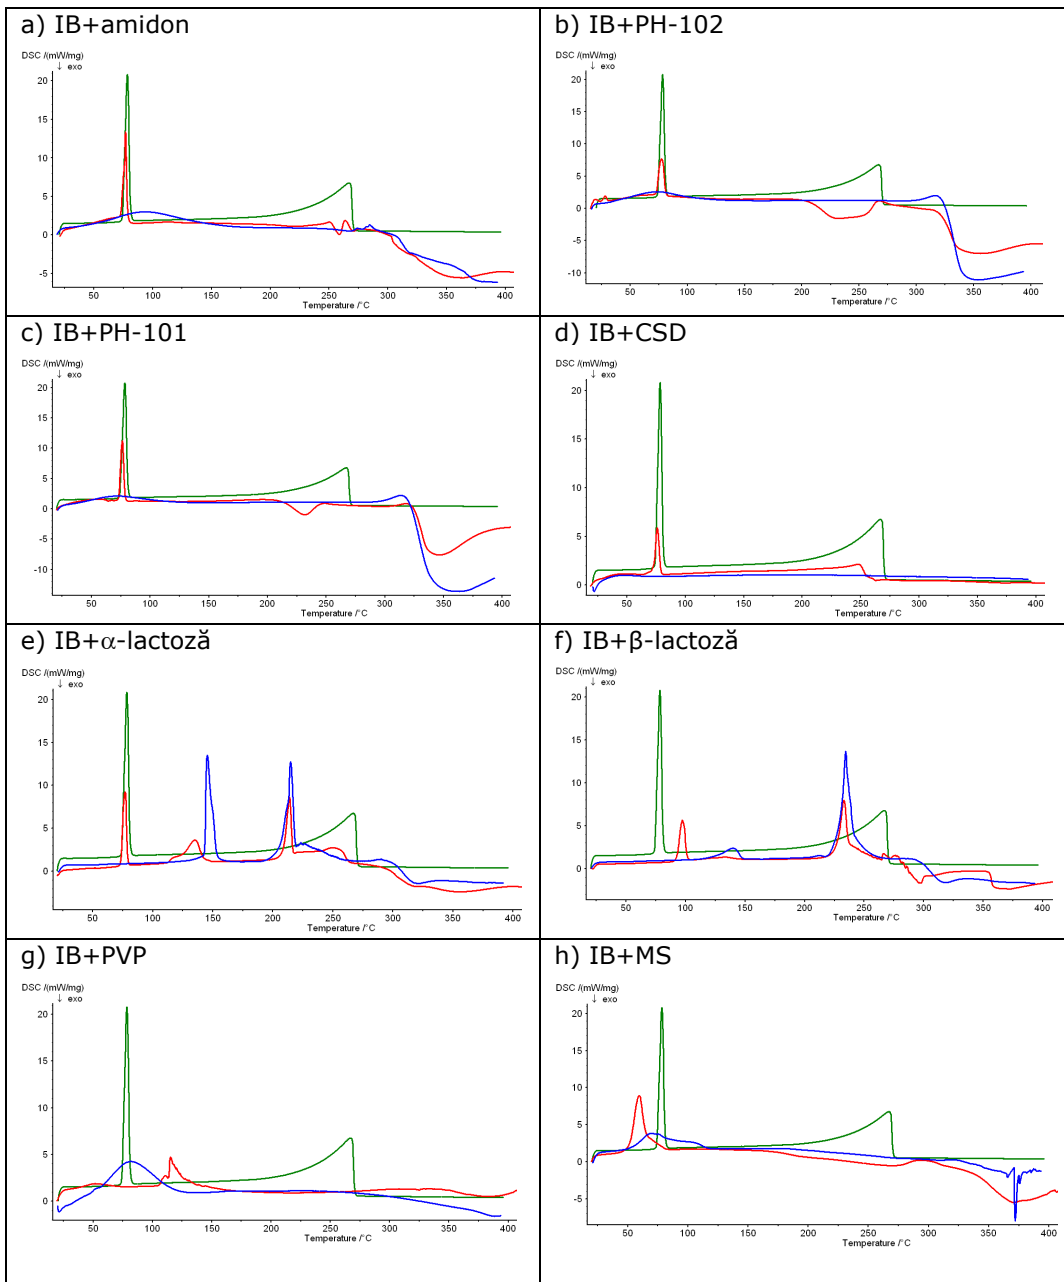 a) IB+amidon
DSC /(mW/mg)
↓ exo
20
15
10
5
0
-5
50 100 150 200 250 300 350 400
Temperature /°C
b) IB+PH-102
DSC /(mW/mg)
↓ exo
20
15
10
5
0
-5
-10
50 100 150 200 250 300 350 400
Temperature /°C
c) IB+PH-101
DSC /(mW/mg)
↓ exo
20
15
10
5
0
-5
-10
50 100 150 200 250 300 350 400
Temperature /°C
d) IB+CSD
DSC /(mW/mg)
↓ exo
20
15
10
5
0
50 100 150 200 250 300 350 400
Temperature /°C
e) IB+α-lactoză
DSC /(mW/mg)
↓ exo
20
15
10
5
0
50 100 150 200 250 300 350 400
Temperature /°C
f) IB+β-lactoză
DSC /(mW/mg)
↓ exo
20
15
10
5
0
50 100 150 200 250 300 350 400
Temperature /°C
g) IB+PVP
DSC /(mW/mg)
↓ exo
20
15
10
5
0
50 100 150 200 250 300 350 400
Temperature /°C
h) IB+MS
DSC /(mW/mg)
↓ exo
20
15
10
5
0
-5
50 100 150 200 250 300 350 400
Temperature /°C